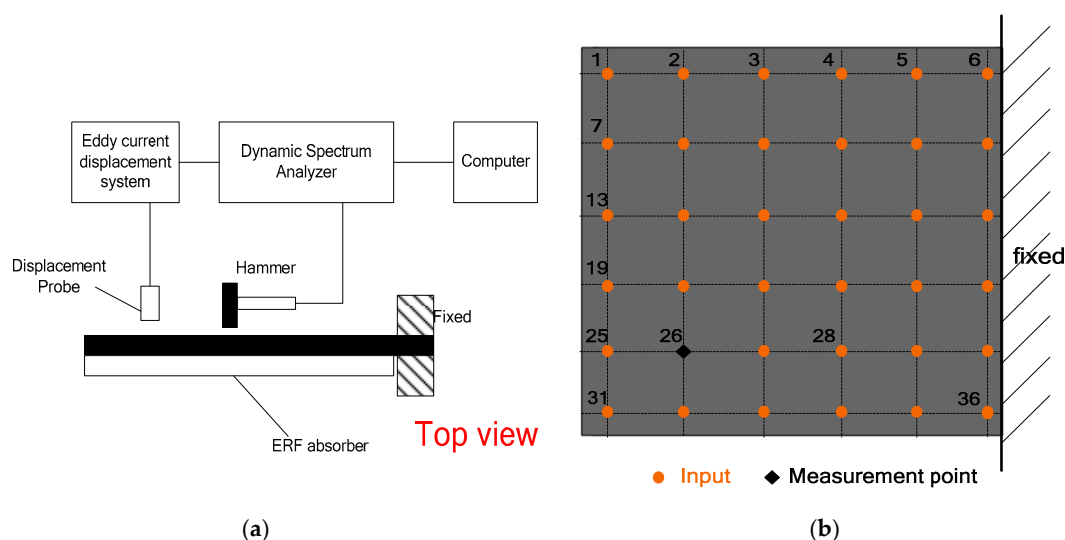 Eddy current
displacement
system
Dynamic Spectrum
Analyzer
Computer
Displacement
Probe
Hammer
Fixed
ERF absorber
Top view
(a)
1 2 3 4 5 6
7
13
19
25 26 28
31 36
fixed
Input Measurement point
(b)